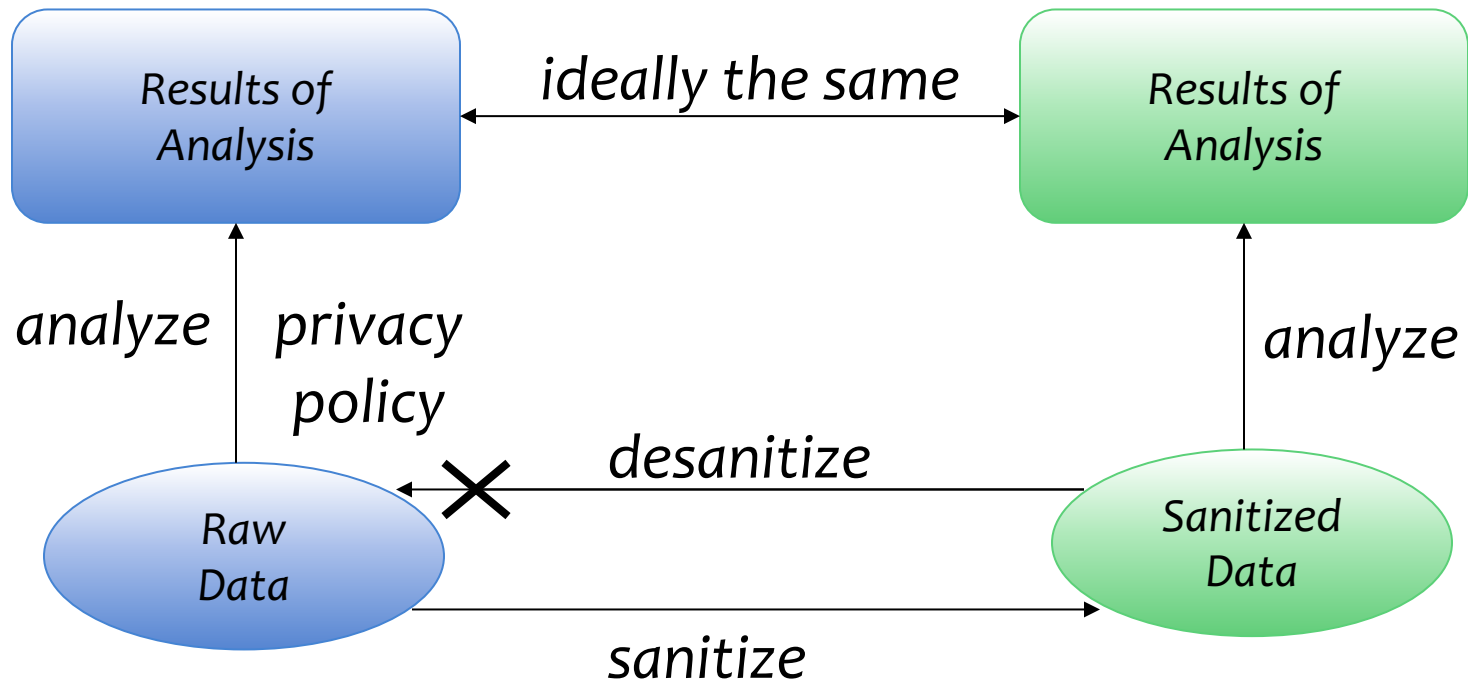 Results of
Analysis
ideally the same
Results of
Analysis
analyze
privacy
policy
analyze
desanitize
Raw
Data
Sanitized
Data
sanitize